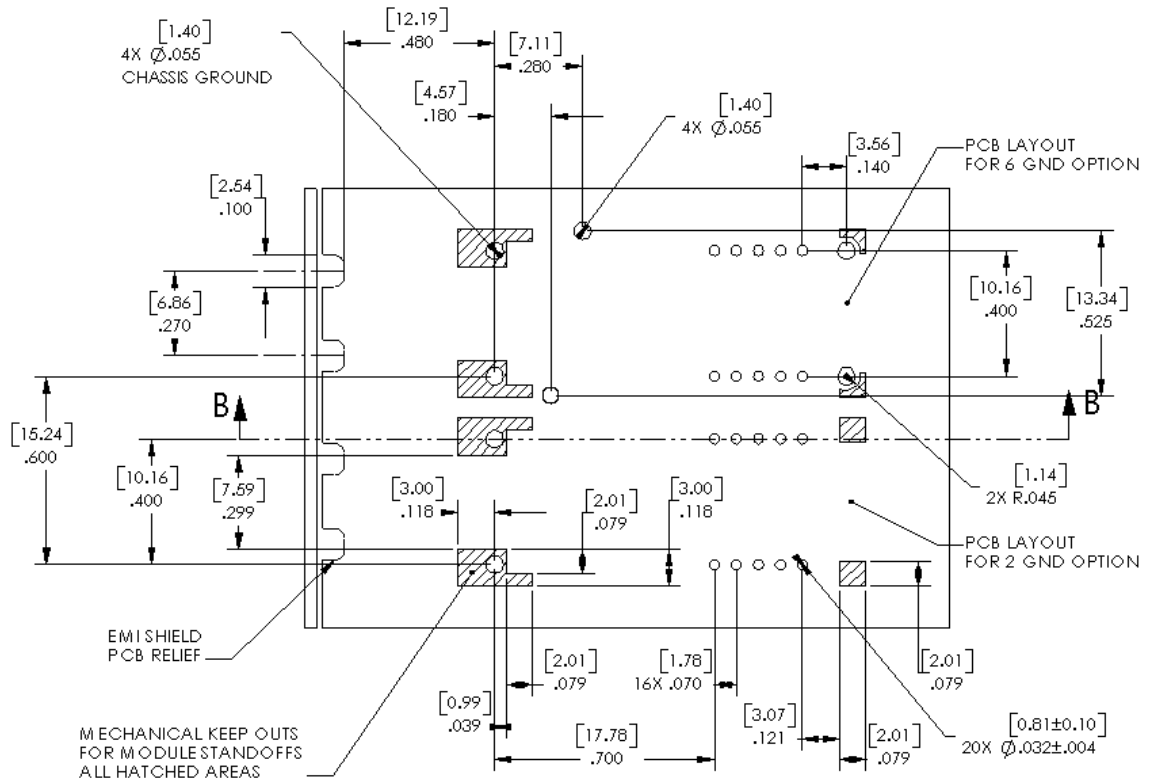 [12.19]
.480
[1.40]
4X Ø.055
CHASSIS GROUND
[7.11]
.280
[4.57]
.180
[1.40]
4X Ø.055
[3.56]
.140
PCB LAYOUT
FOR 6 GND OPTION
[2.54]
.100
[6.86]
.270
[10.16]
.400
[13.34]
.525
B
B
[15.24]
.600
[10.16]
.400
[7.59]
.299
[3.00]
.118
[2.01]
.079
[3.00]
.118
[1.14]
2X R.045
PCB LAYOUT
FOR 2 GND OPTION
EMI SHIELD
PCB RELIEF
[2.01]
.079
[1.78]
16X .070
[2.01]
.079
[0.99]
.039
[3.07]
.121
[0.81±0.10]
20X Ø.032±.004
MECHANICAL KEEP OUTS
FOR MODULE STANDOFFS
ALL HATCHED AREAS
[17.78]
.700
[2.01]
.079